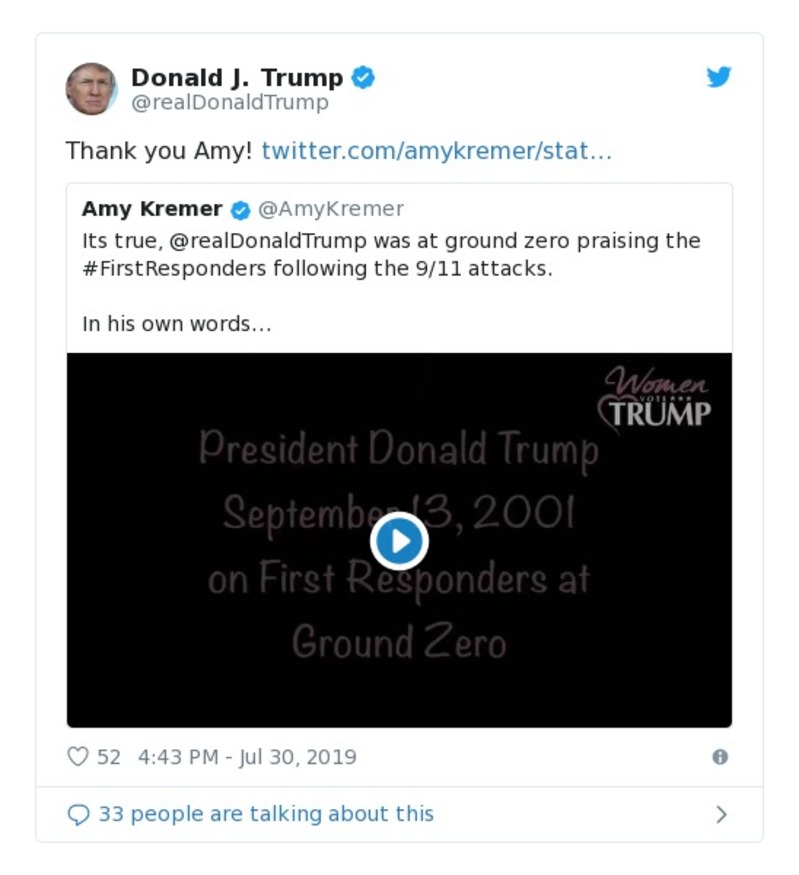 Donald J. Trump
@realDonaldTrump
Thank you Amy! twitter.com/amykremer/stat…
Amy Kremer @AmyKremer
Its true, @realDonaldTrump was at ground zero praising the
#FirstResponders following the 9/11 attacks.
In his own words…
Women
VOTE
TRUMP
President Donald Trump
September 13, 2001
on First Responders at
Ground Zero
52 4:43 PM - Jul 30, 2019
33 people are talking about this